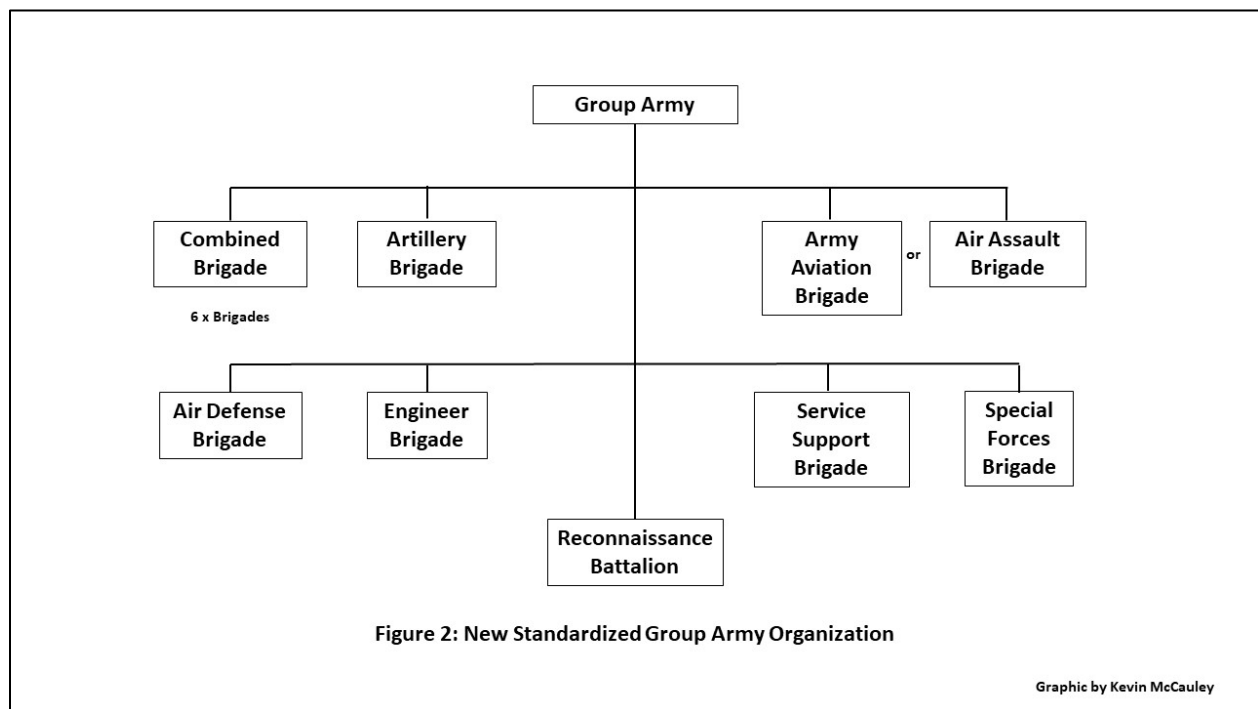 Group Army
Combined
Brigade
Artillery
Brigade
Army
Aviation
Brigade
or
Air Assault
Brigade
6 x Brigades
Air Defense
Brigade
Engineer
Brigade
Service
Support
Brigade
Special
Forces
Brigade
Reconnaissance
Battalion
Figure 2: New Standardized Group Army Organization
Graphic by Kevin McCauley